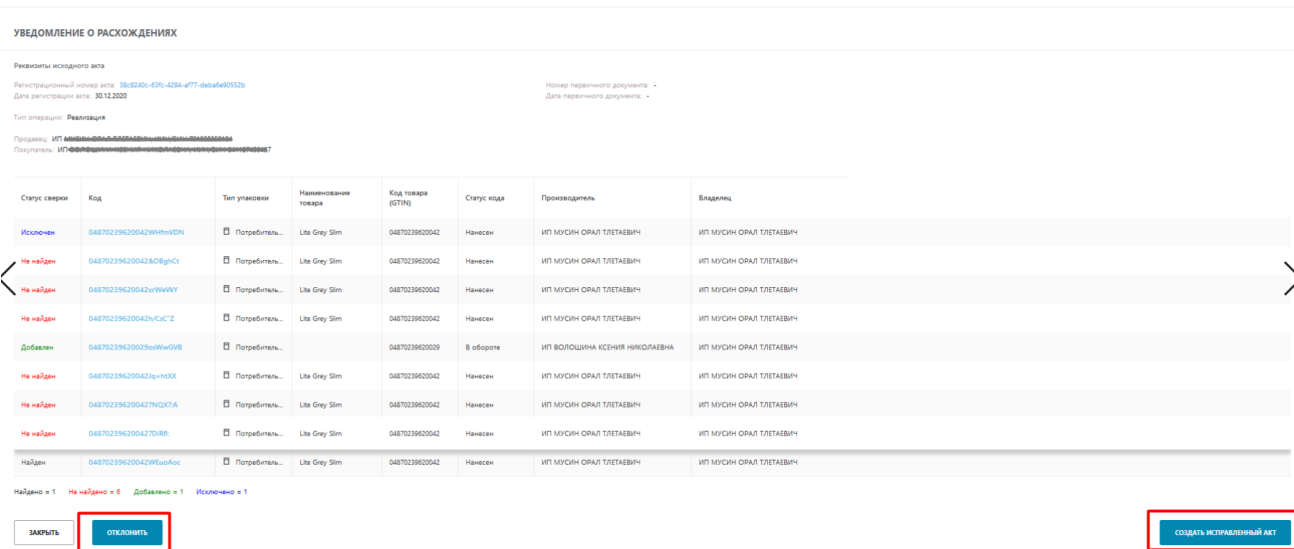 УВЕДОМЛЕНИЕ О РАСХОЖДЕНИЯХ
Реквизиты исходного акта
Регистрационный номер акта: 38c8240c-63fc-4294-af77-deba6e90552b
Номер первичного документа: -
Дата регистрации акта: 30.12.2020
Дата первичного документа: -
Тип операции: Реализация
Продавец: ИП
Покупатель: ИП
Статус сверки Код Тип упаковки Наименование товара Код товара (GTIN) Статус кода Производитель Владелец
Исключен 04870239620042WHfmVDN Потребитель... Lite Grey Slim 04870239620042 Нанесен ИП МУСИН ОРАЛ ТЛЕТАЕВИЧ ИП МУСИН ОРАЛ ТЛЕТАЕВИЧ
Не найден 04870239620042&OBghCt Потребитель... Lite Grey Slim 04870239620042 Нанесен ИП МУСИН ОРАЛ ТЛЕТАЕВИЧ ИП МУСИН ОРАЛ ТЛЕТАЕВИЧ
Не найден 04870239620042xrWeVkY Потребитель... Lite Grey Slim 04870239620042 Нанесен ИП МУСИН ОРАЛ ТЛЕТАЕВИЧ ИП МУСИН ОРАЛ ТЛЕТАЕВИЧ
Не найден 04870239620042h/CsC"Z Потребитель... Lite Grey Slim 04870239620042 Нанесен ИП МУСИН ОРАЛ ТЛЕТАЕВИЧ ИП МУСИН ОРАЛ ТЛЕТАЕВИЧ
Добавлен 04870239620029osWwGVB Потребитель... 04870239620029 В обороте ИП ВОЛОШИНА КСЕНИЯ НИКОЛАЕВНА ИП МУСИН ОРАЛ ТЛЕТАЕВИЧ
Не найден 04870239620042Jq=htXX Потребитель... Lite Grey Slim 04870239620042 Нанесен ИП МУСИН ОРАЛ ТЛЕТАЕВИЧ ИП МУСИН ОРАЛ ТЛЕТАЕВИЧ
Не найден 048702396200427NQX?:A Потребитель... Lite Grey Slim 04870239620042 Нанесен ИП МУСИН ОРАЛ ТЛЕТАЕВИЧ ИП МУСИН ОРАЛ ТЛЕТАЕВИЧ
Не найден 048702396200427DiRfl: Потребитель... Lite Grey Slim 04870239620042 Нанесен ИП МУСИН ОРАЛ ТЛЕТАЕВИЧ ИП МУСИН ОРАЛ ТЛЕТАЕВИЧ
Найден 04870239620042WEuoAoc Потребитель... Lite Grey Slim 04870239620042 Нанесен ИП МУСИН ОРАЛ ТЛЕТАЕВИЧ ИП МУСИН ОРАЛ ТЛЕТАЕВИЧ
Найдено = 1 Не найдено = 6 Добавлено = 1 Исключено = 1
ЗАКРЫТЬ ОТКЛОНИТЬ СОЗДАТЬ ИСПРАВЛЕННЫЙ АКТ